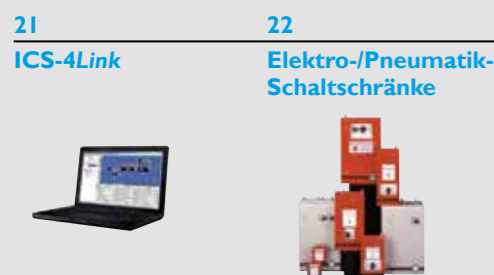 21
ICS-4Link
22
Elektro-/Pneumatik-
Schaltschränke